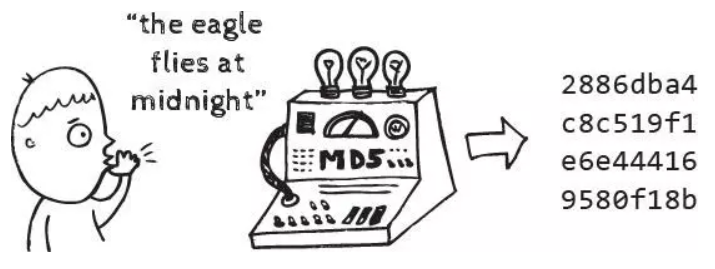 “the eagle
flies at
midnight”
MD5...
2886dba4
c8c519f1
e6e44416
9580f18b